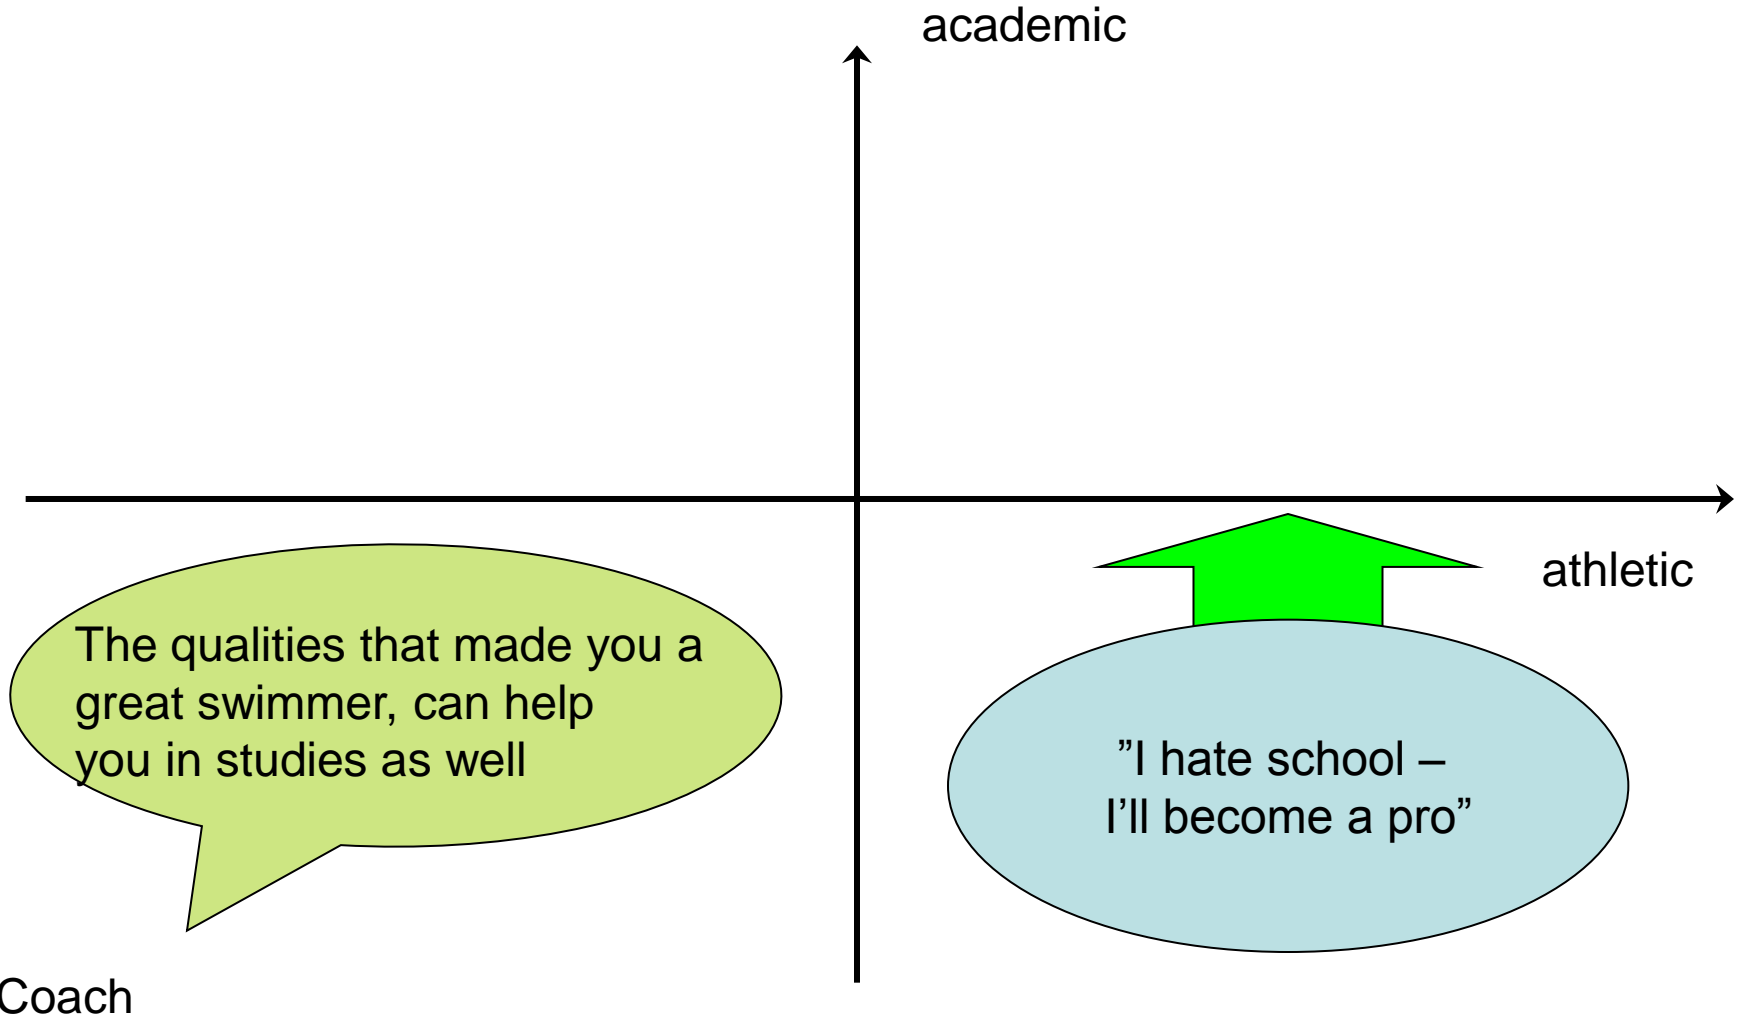 academic
athletic
The qualities that made you a
great swimmer, can help
you in studies as well
”I hate school –
I’ll become a pro”
Coach